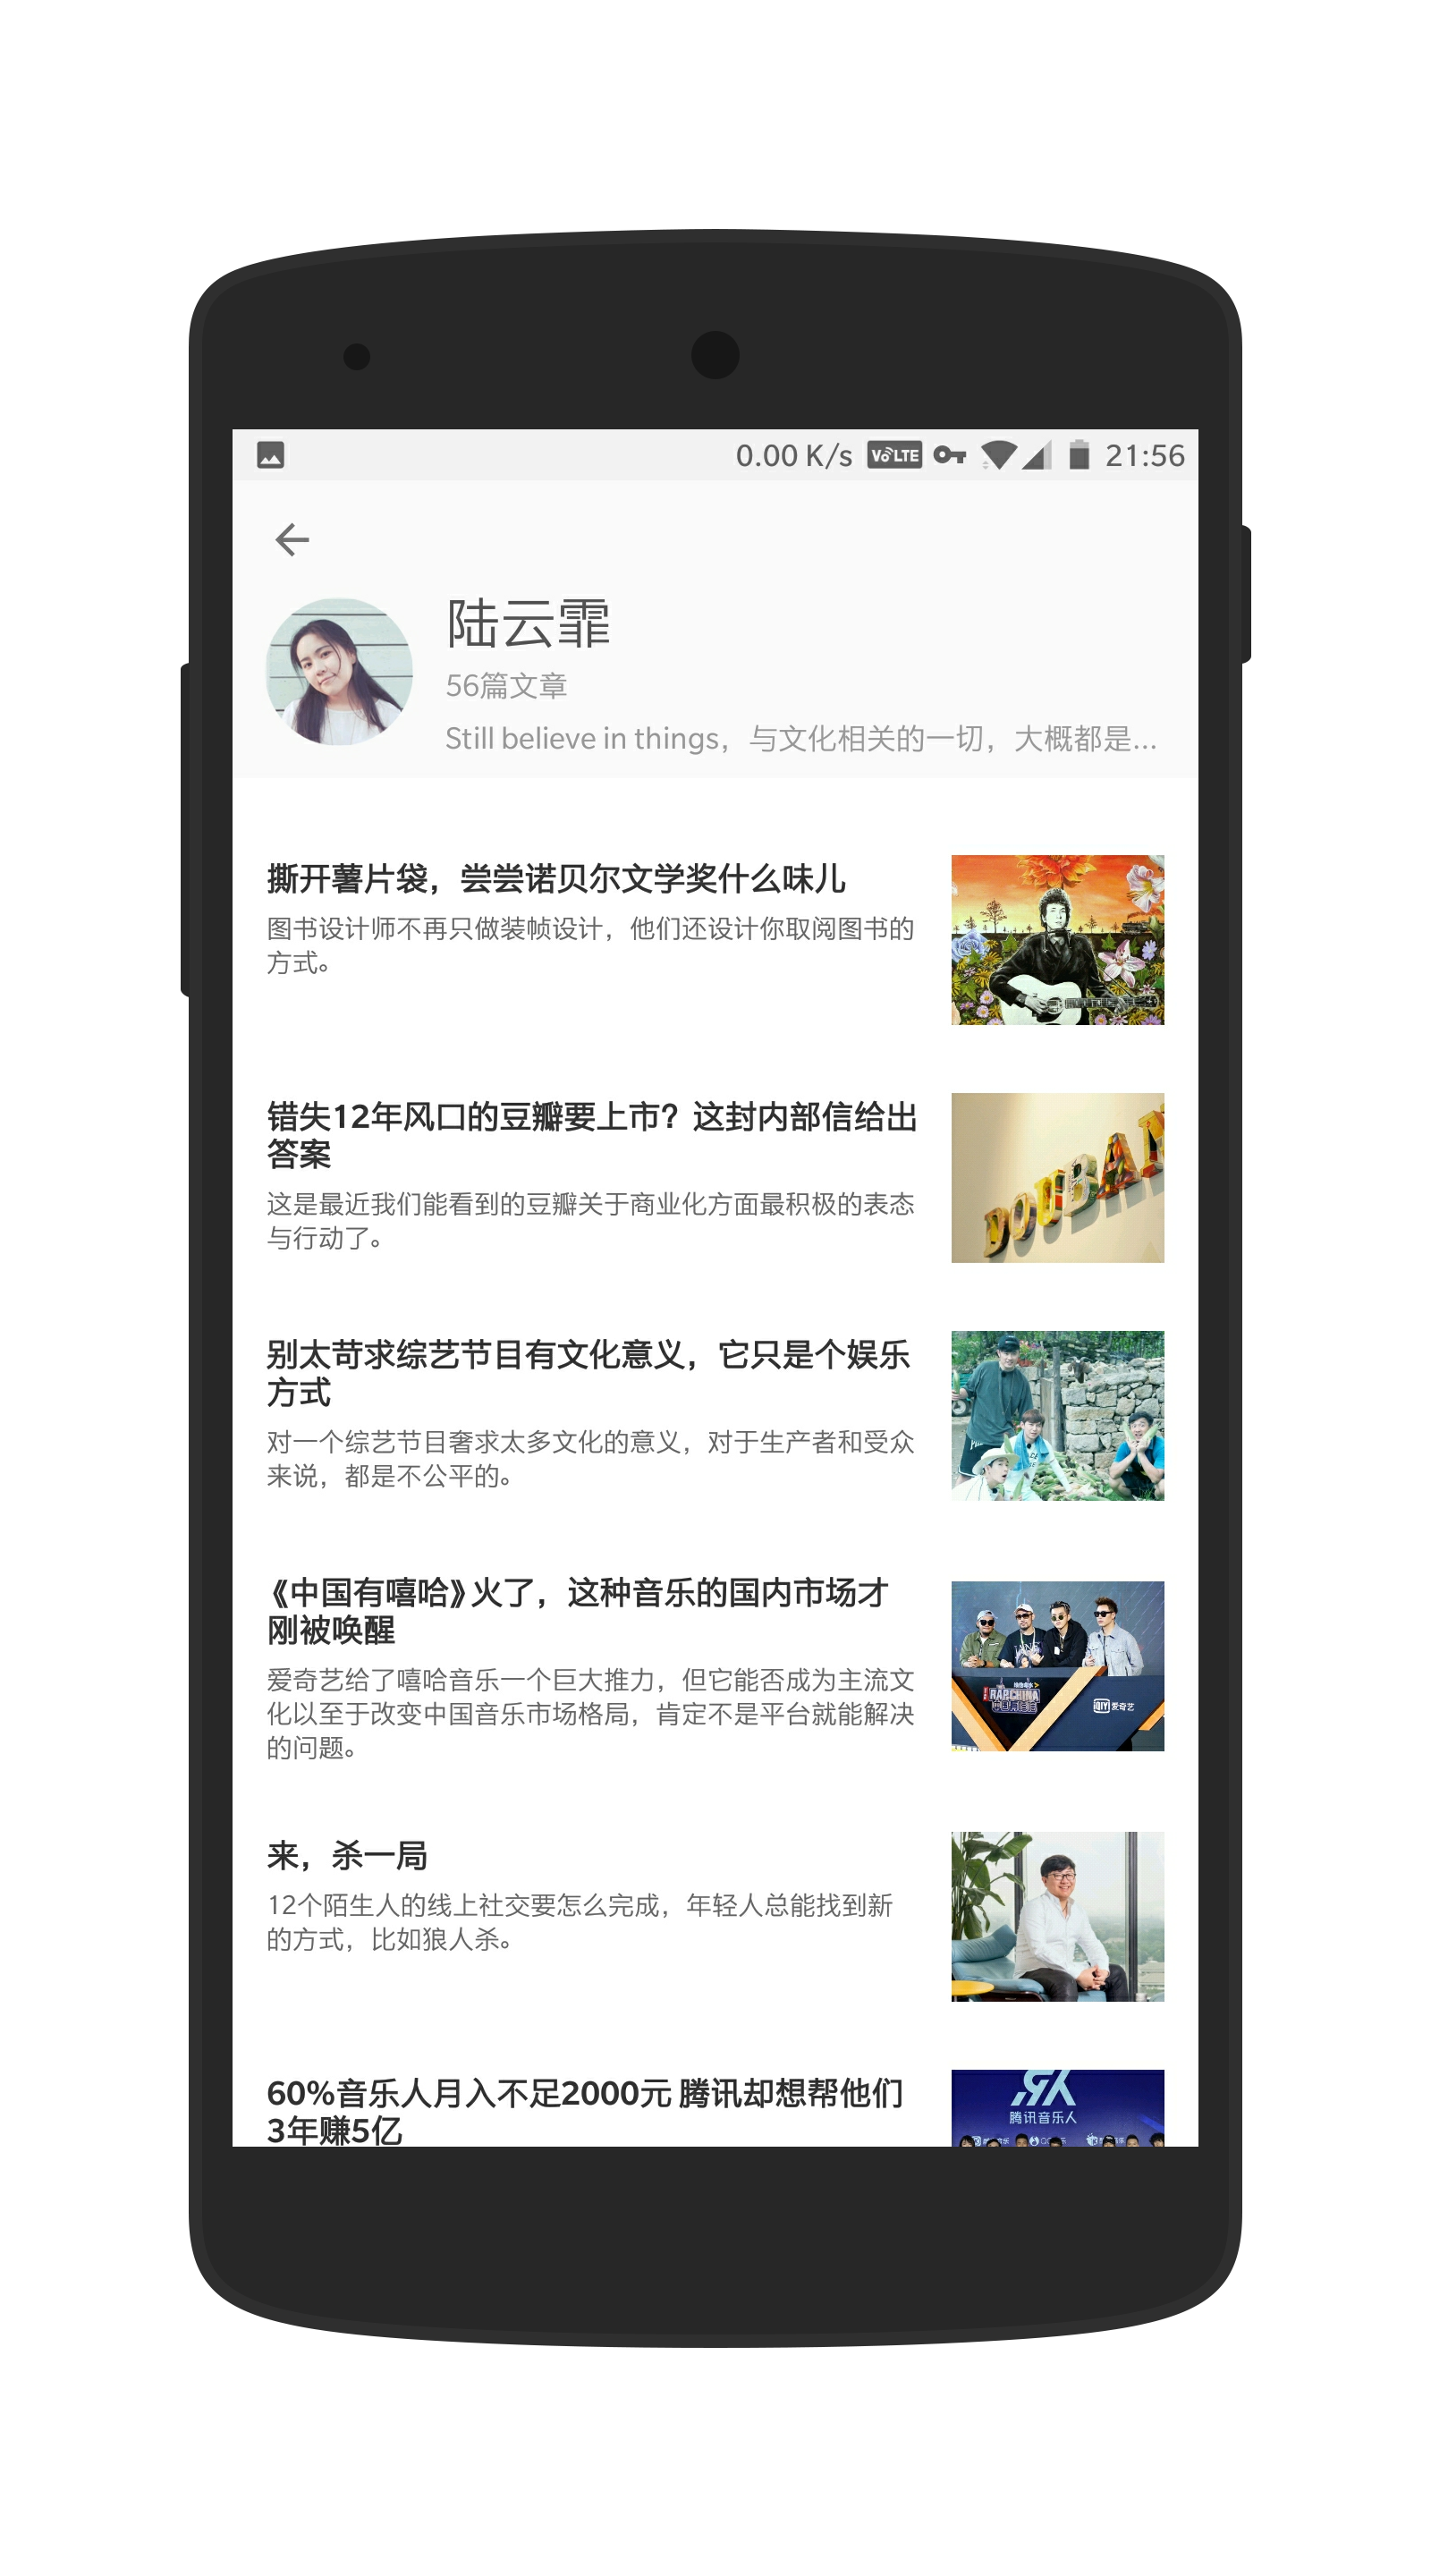 0.00 K/s VoLTE 21:56
陆云霏
56篇文章
Still believe in things，与文化相关的一切，大概都是...
撕开薯片袋，尝尝诺贝尔文学奖什么味儿
图书设计师不再只做装帧设计，他们还设计你取阅图书的
方式。
错失12年风口的豆瓣要上市？这封内部信给出
答案
DOUBAN
这是最近我们能看到的豆瓣关于商业化方面最积极的表态
与行动了。
别太苛求综艺节目有文化意义，它只是个娱乐
方式
对一个综艺节目奢求太多文化的意义，对于生产者和受众
来说，都是不公平的。
《中国有嘻哈》火了，这种音乐的国内市场才
刚被唤醒
爱奇艺给了嘻哈音乐一个巨大推力，但它能否成为主流文
化以至于改变中国音乐市场格局，肯定不是平台就能解决
的问题。
RAP CHINA
中国有嘻哈
iQIYI 爱奇艺
来，杀一局
12个陌生人的线上社交要怎么完成，年轻人总能找到新
的方式，比如狼人杀。
60%音乐人月入不足2000元 腾讯却想帮他们
3年赚5亿
腾讯音乐人